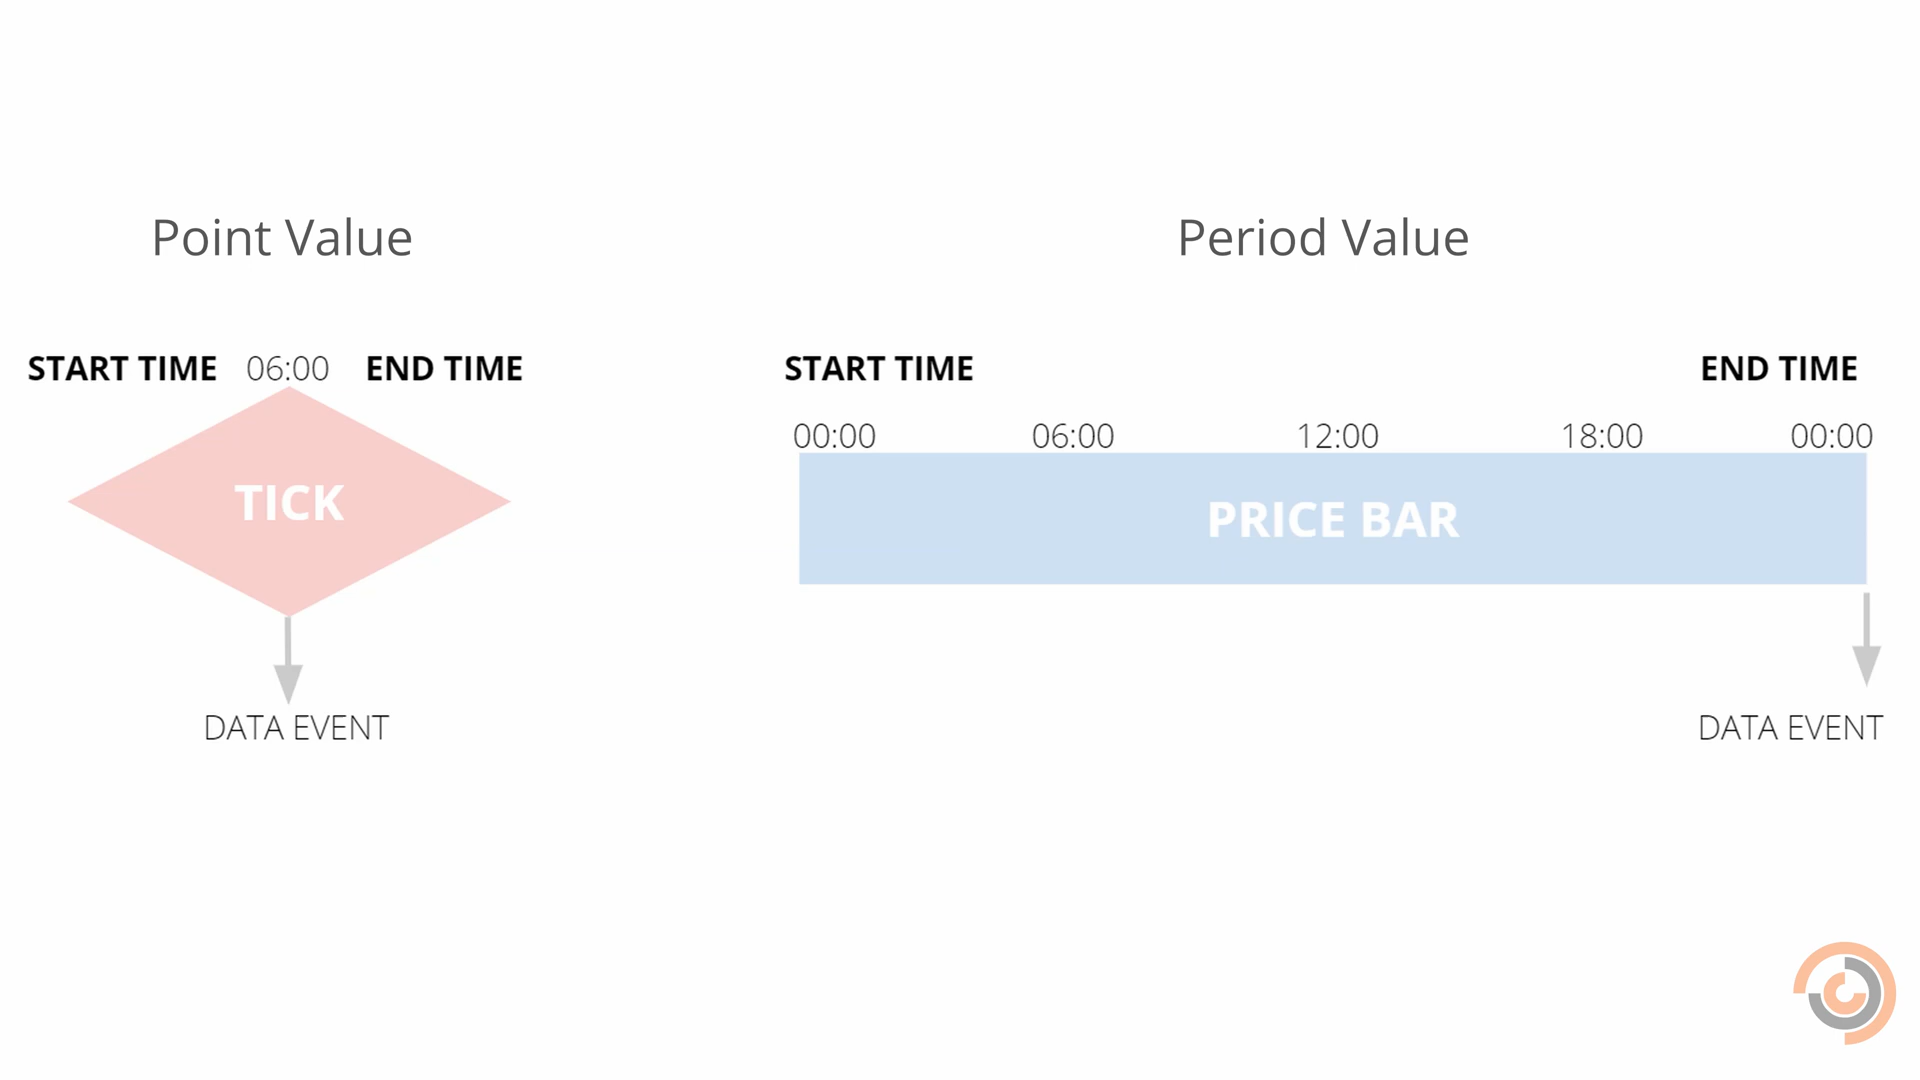 Point Value
START TIME 06:00 END TIME
TICK
DATA EVENT
Period Value
START TIME END TIME
00:00 06:00 12:00 18:00 00:00
PRICE BAR
DATA EVENT